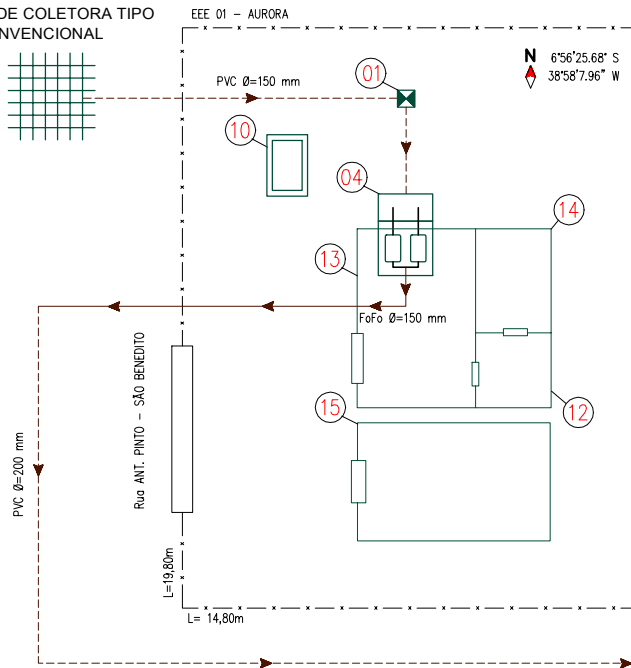 DE COLETORA TIPO
NVENCIONAL
EEE 01 - AURORA
N 6°56'25.68" S
38°58'7.96" W
PVC Ø=150 mm
01
10
04
14
13
FoFo Ø=150 mm
Rua ANT. PINTO - SÃO BENEDITO
15
12
PVC Ø=200 mm
L=19,80m
L= 14,80m